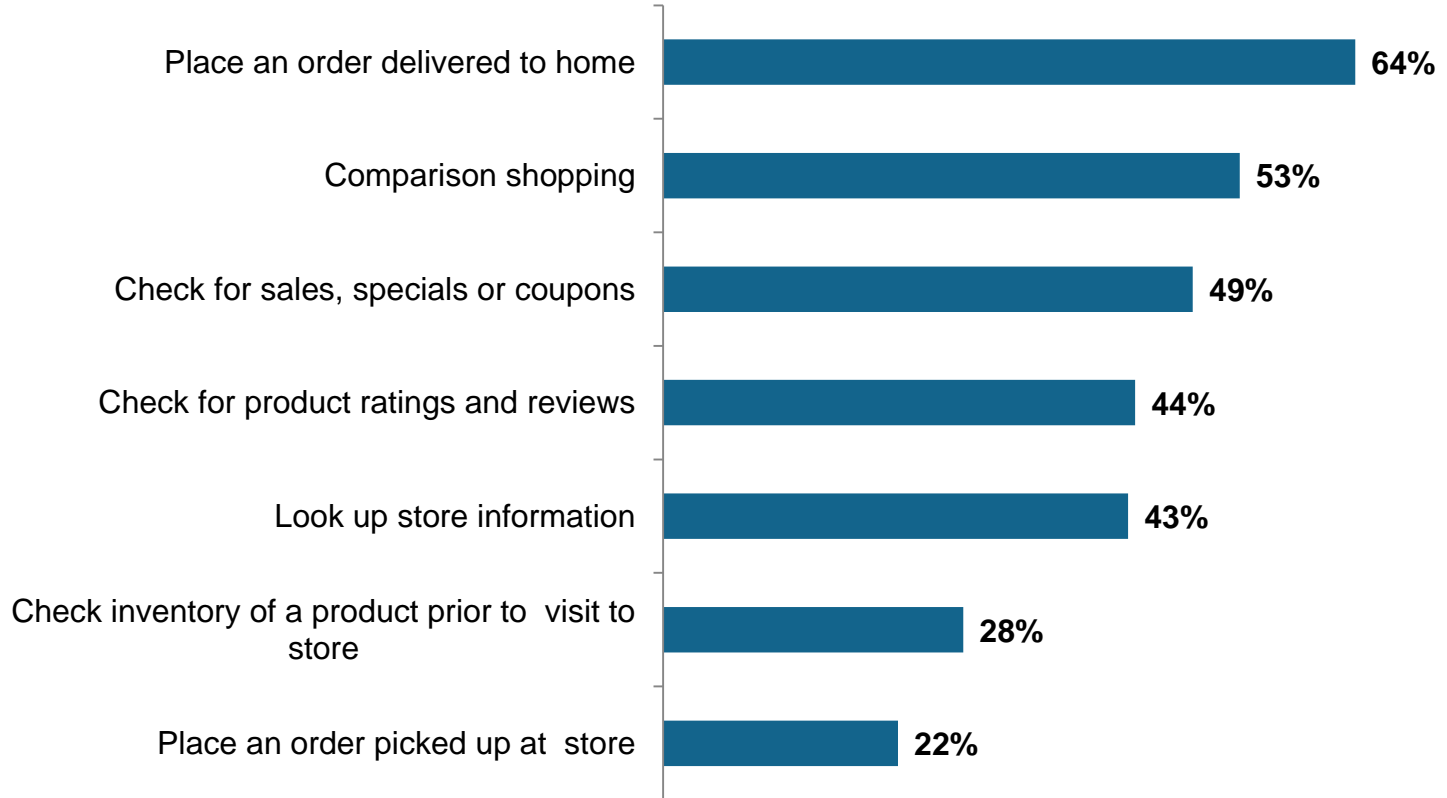 Place an order delivered to home
64%
Comparison shopping
53%
Check for sales, specials or coupons
49%
Check for product ratings and reviews
44%
Look up store information
43%
Check inventory of a product prior to  visit to
store
28%
Place an order picked up at  store
22%